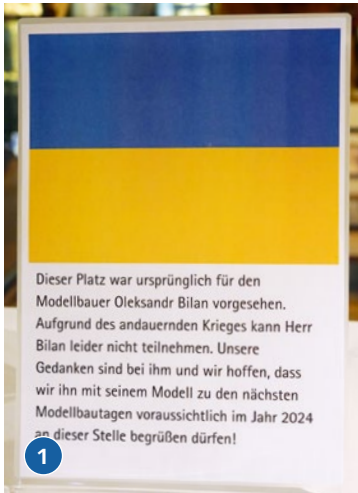 Dieser Platz war ursprünglich für den
Modellbauer Oleksandr Bilan vorgesehen.
Aufgrund des andauernden Krieges kann Herr
Bilan leider nicht teilnehmen. Unsere
Gedanken sind bei ihm und wir hoffen, dass
wir ihn mit seinem Modell zu den nächsten
Modellbautagen voraussichtlich im Jahr 2024
an dieser Stelle begrüßen dürfen!
1